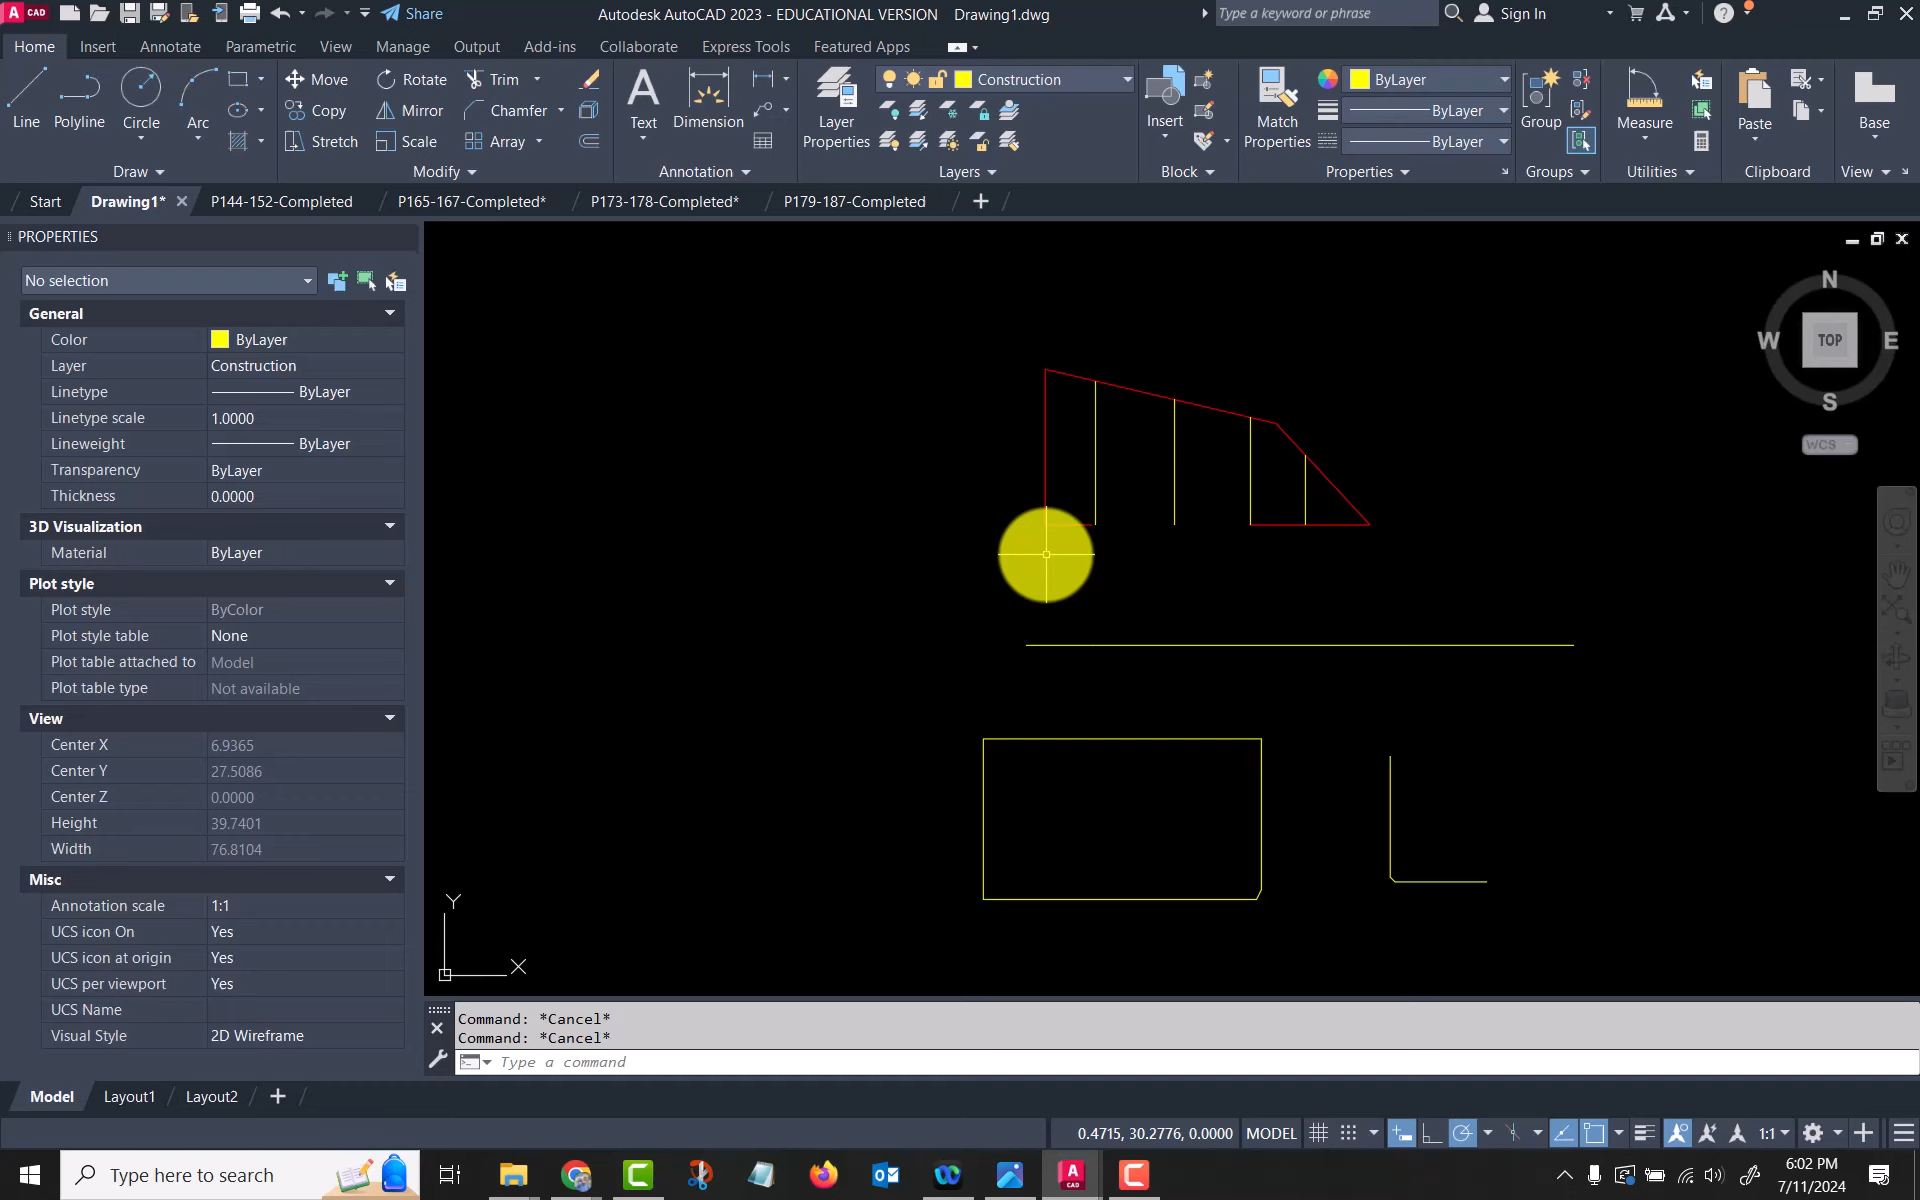 A CAD Share Autodesk AutoCAD 2023 - EDUCATIONAL VERSION Drawing1.dwg Type a keyword or phrase Sign In
Home Insert Annotate Parametric View Manage Output Add-ins Collaborate Express Tools Featured Apps
Line Polyline Circle Arc Move Rotate Trim Text Dimension Layer Properties Construction Insert Match Properties ByLayer Group Measure Paste Base
Copy Mirror Chamfer ByLayer
Stretch Scale Array ByLayer
Draw Modify Annotation Layers Block Properties Groups Utilities Clipboard View
Start Drawing1* P144-152-Completed P165-167-Completed* P173-178-Completed* P179-187-Completed
PROPERTIES
No selection
General
Color ByLayer
Layer Construction
Linetype ByLayer
Linetype scale 1.0000
Lineweight ByLayer
Transparency ByLayer
Thickness 0.0000
3D Visualization
Material ByLayer
Plot style
Plot style ByColor
Plot style table None
Plot table attached to Model
Plot table type Not available
View
Center X 6.9365
Center Y 27.5086
Center Z 0.0000
Height 39.7401
Width 76.8104
Misc
Annotation scale 1:1
UCS icon On Yes
UCS icon at origin Yes
UCS per viewport Yes
UCS Name
Visual Style 2D Wireframe
N
W TOP E
S
WCS
Y
X
Command: *Cancel*
Command: *Cancel*
Type a command
Model Layout1 Layout2
0.4715, 30.2776, 0.0000 MODEL 1:1
Type here to search
6:02 PM
7/11/2024